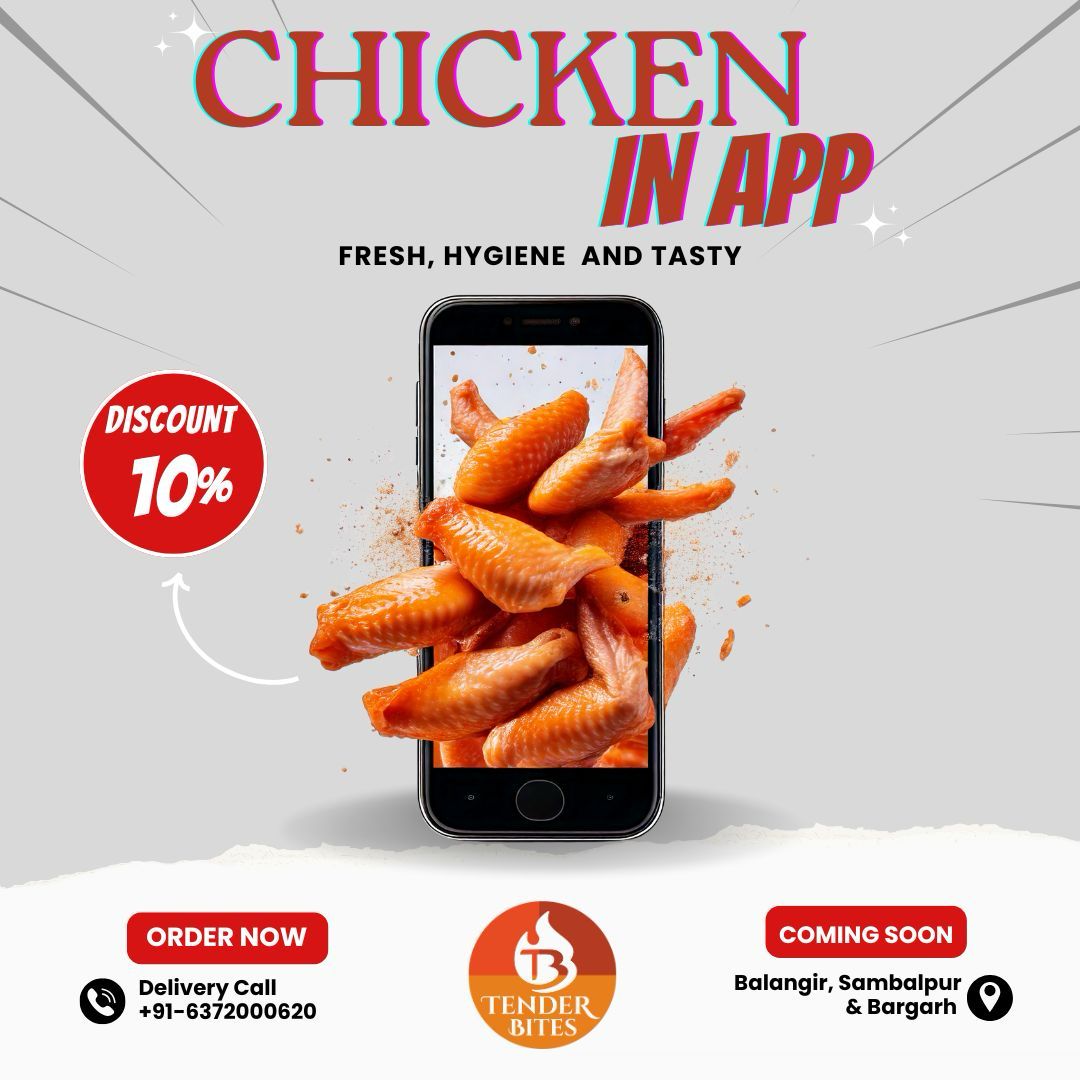 CHICKEN
IN APP
FRESH, HYGIENE AND TASTY
DISCOUNT
10%
ORDER NOW
Delivery Call
+91-6372000620
TB
TENDER
BITES
COMING SOON
Balangir, Sambalpur
& Bargarh